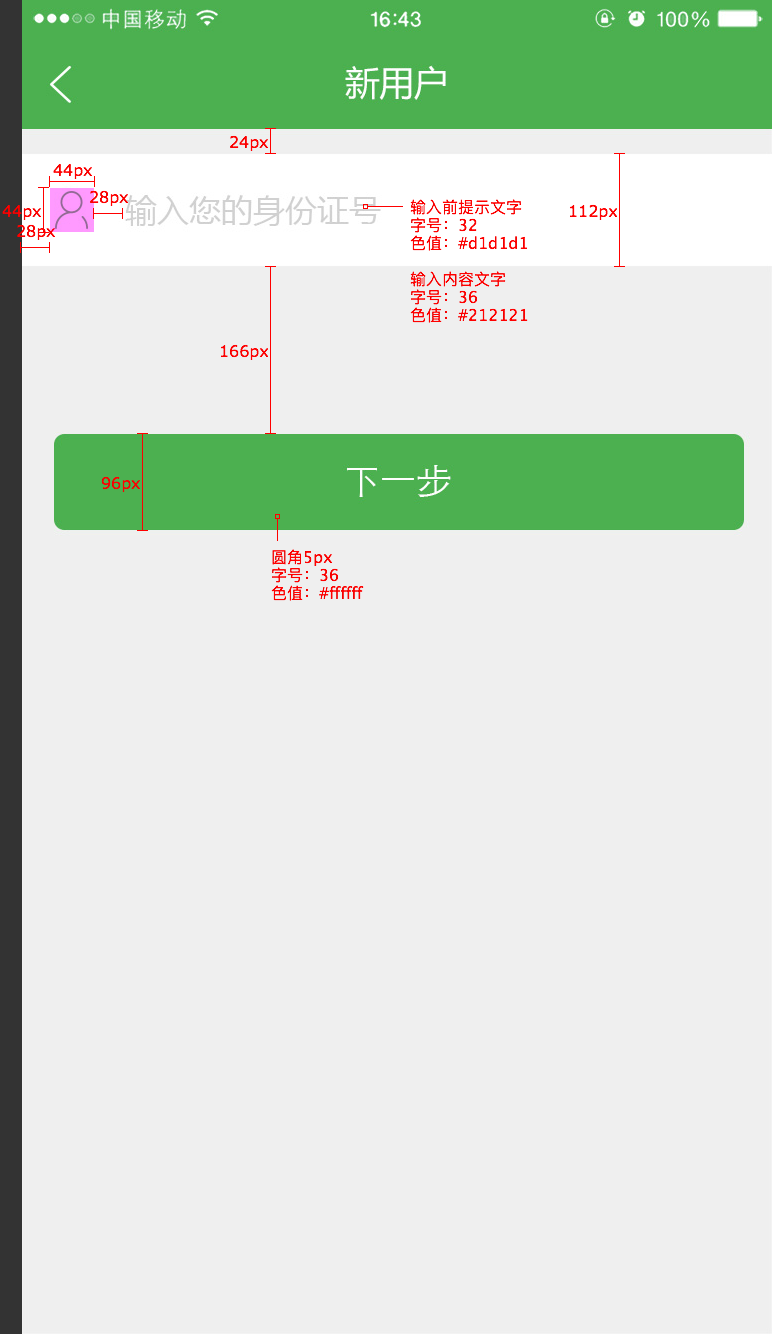 中国移动 16:43 100%
新用户
24px
44px
28px
44px
28px
输入您的身份证号
输入前提示文字
字号：32
色值：#d1d1d1
112px
输入内容文字
字号：36
色值：#212121
166px
96px
下一步
圆角5px
字号：36
色值：#ffffff